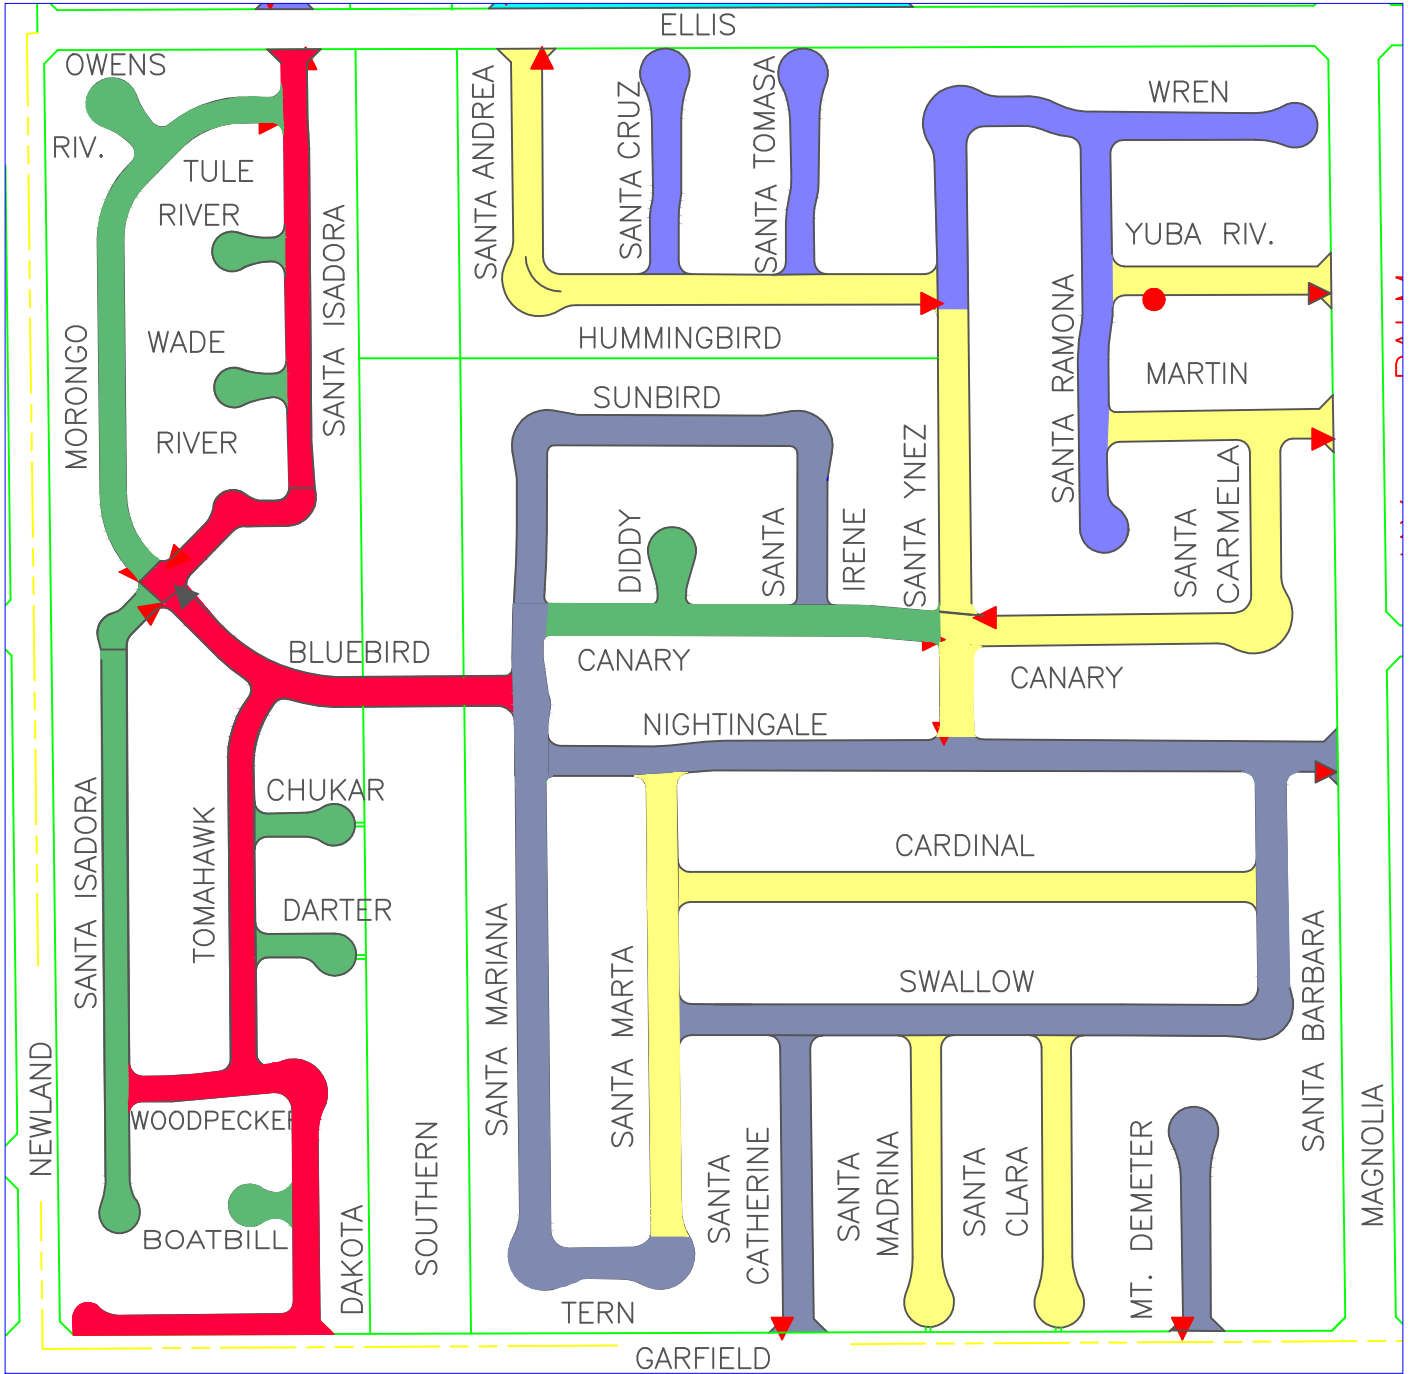 ELLIS
OWENS
RIV.
TULE
RIVER
SANTA ISADORA
WADE
RIVER
MORONGO
SANTA ANDREA
SANTA CRUZ
SANTA TOMASA
WREN
YUBA RIV.
HUMMINGBIRD
SANTA RAMONA
MARTIN
SUNBIRD
SANTA YNEZ
DIDDY
SANTA
IRENE
SANTA
CARMELA
BLUEBIRD
CANARY
CANARY
NIGHTINGALE
CHUKAR
SANTA ISADORA
TOMAHAWK
CARDINAL
DARTER
SANTA MARIANA
SANTA MARTA
SWALLOW
SANTA BARBARA
NEWLAND
WOODPECKER
SOUTHERN
SANTA
CATHERINE
SANTA
MADRINA
SANTA
CLARA
MT. DEMETER
MAGNOLIA
BOATBILL
DAKOTA
TERN
GARFIELD